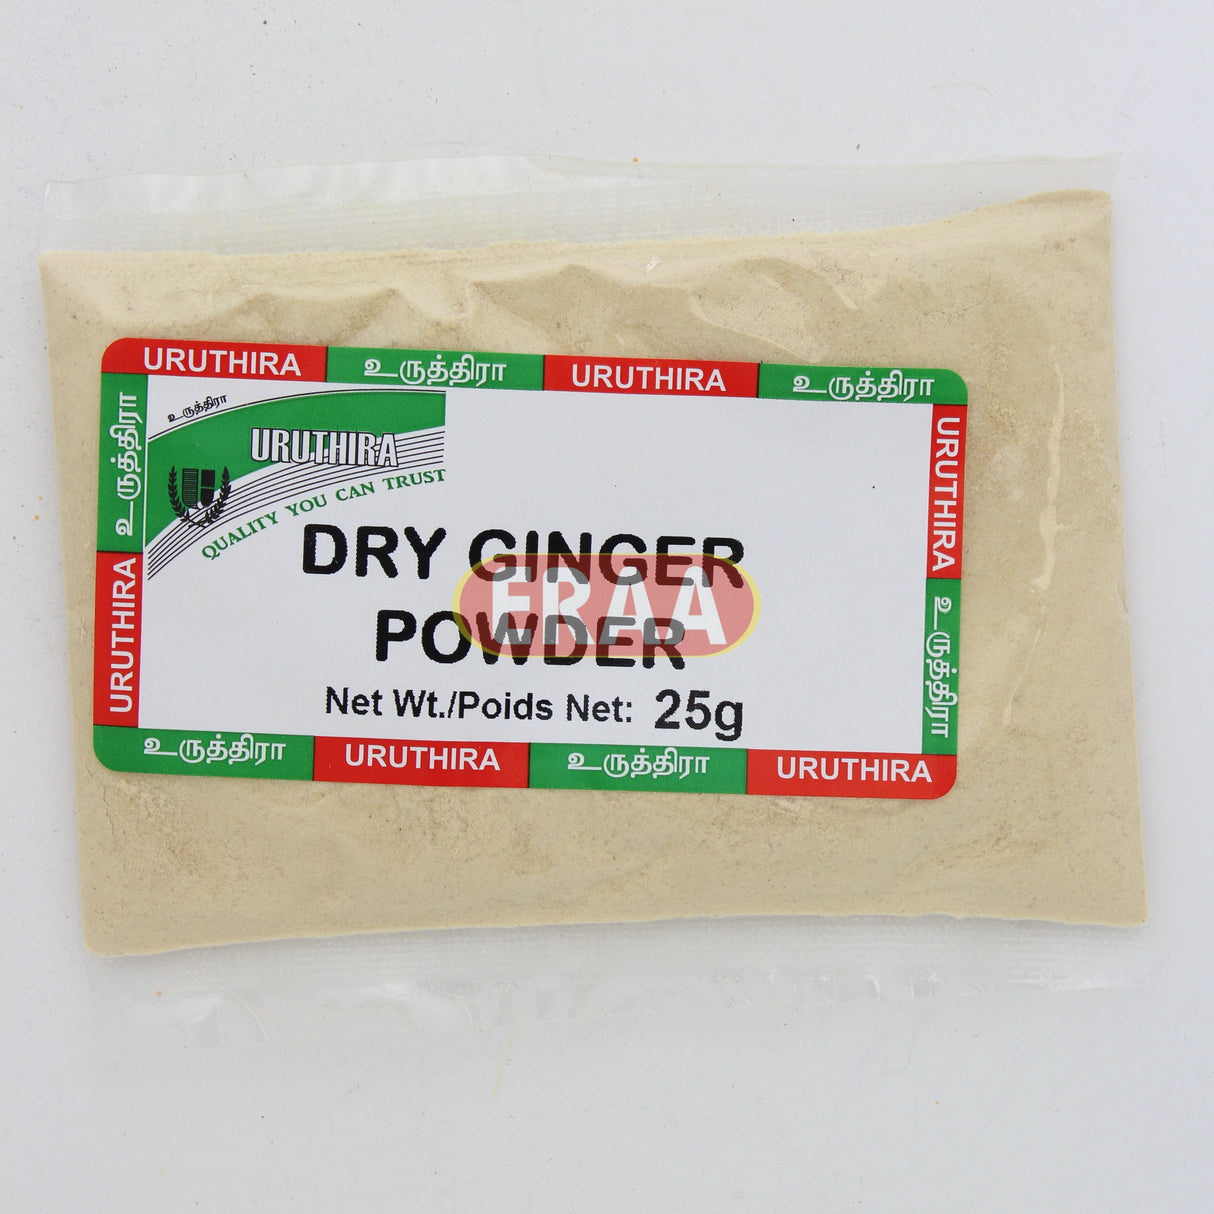 URUTHIRA உருத்திரா URUTHIRA உருத்திரா
உருத்திரா
URUTHIRA
உருத்திரா
URUTHIRA
QUALITY YOU CAN TRUST
DRY GINGER
POWDER
ERAA
Net Wt./Poids Net: 25g
URUTHIRA
உருத்திரா
உருத்திரா URUTHIRA உருத்திரா URUTHIRA